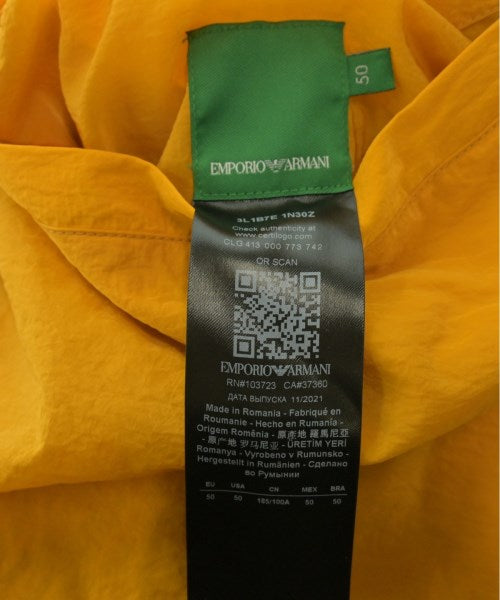 50
EMPORIO ARMANI
3L1B7E 1N30Z
Check authenticity at
www.certilogo.com
CLG 413 000 773 742
OR SCAN
EMPORIO ARMANI
RN#103723 CA#37360
ДАТА ВЫПУСКА 11/2021
Made in Romania - Fabriqué en
Roumanie - Hecho en Rumanía -
Origem Romênia - 原產地 羅馬尼亞
- 原产地 罗马尼亚 - ÜRETİM YERİ
Romanya - Vyrobeno v Rumunsko -
Hergestellt in Rumänien - Сделано
во Румынии
EU USA CN MEX BRA
50 50 185/100A 50 50